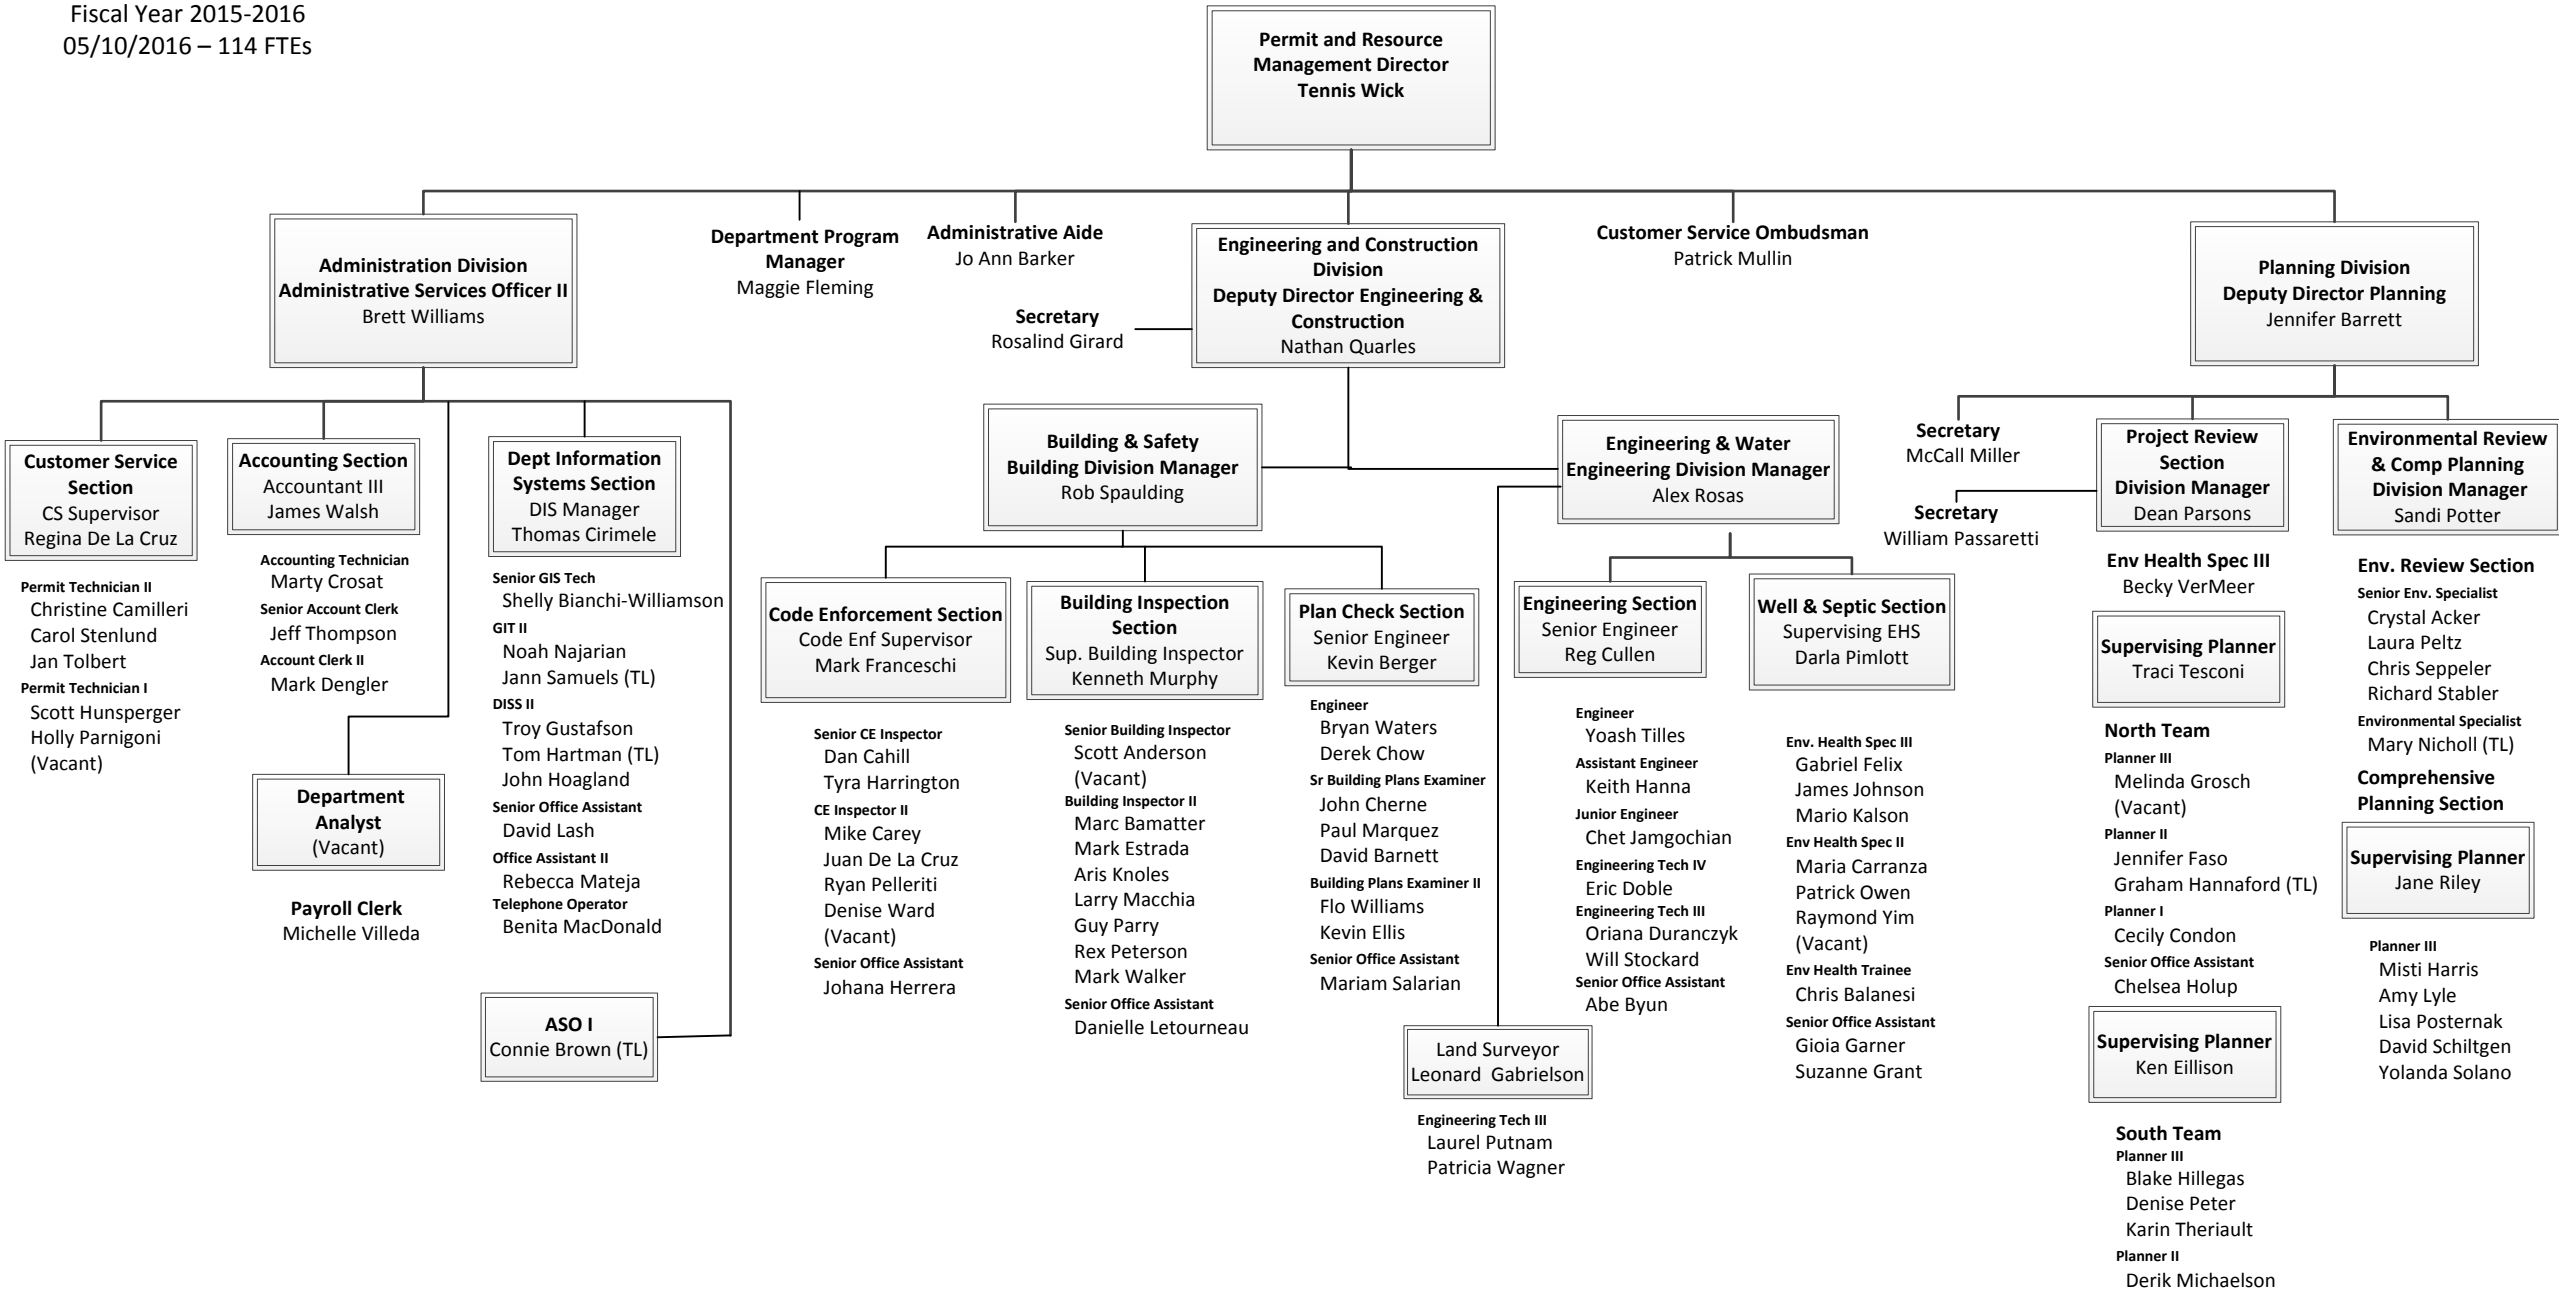 Fiscal Year 2015-2016
05/10/2016 – 114 FTEs
Permit and Resource
Management Director
Tennis Wick
Administration Division
Administrative Services Officer II
Brett Williams
Department Program
Manager
Maggie Fleming
Administrative Aide
Jo Ann Barker
Secretary
Rosalind Girard
Engineering and Construction
Division
Deputy Director Engineering &
Construction
Nathan Quarles
Customer Service Ombudsman
Patrick Mullin
Planning Division
Deputy Director Planning
Jennifer Barrett
Customer Service
Section
CS Supervisor
Regina De La Cruz
Permit Technician II
Christine Camilleri
Carol Stenlund
Jan Tolbert
Permit Technician I
Scott Hunsperger
Holly Parnigoni
(Vacant)
Accounting Section
Accountant III
James Walsh
Accounting Technician
Marty Crosat
Senior Account Clerk
Jeff Thompson
Account Clerk II
Mark Dengler
Department
Analyst
(Vacant)
Payroll Clerk
Michelle Villeda
Dept Information
Systems Section
DIS Manager
Thomas Cirimele
Senior GIS Tech
Shelly Bianchi-Williamson
GIT II
Noah Najarian
Jann Samuels (TL)
DISS II
Troy Gustafson
Tom Hartman (TL)
John Hoagland
Senior Office Assistant
David Lash
Office Assistant II
Rebecca Mateja
Telephone Operator
Benita MacDonald
ASO I
Connie Brown (TL)
Building & Safety
Building Division Manager
Rob Spaulding
Code Enforcement Section
Code Enf Supervisor
Mark Franceschi
Senior CE Inspector
Dan Cahill
Tyra Harrington
CE Inspector II
Mike Carey
Juan De La Cruz
Ryan Pelleriti
Denise Ward
(Vacant)
Senior Office Assistant
Johana Herrera
Building Inspection
Section
Sup. Building Inspector
Kenneth Murphy
Senior Building Inspector
Scott Anderson
(Vacant)
Building Inspector II
Marc Bamatter
Mark Estrada
Aris Knoles
Larry Macchia
Guy Parry
Rex Peterson
Mark Walker
Senior Office Assistant
Danielle Letourneau
Plan Check Section
Senior Engineer
Kevin Berger
Engineer
Bryan Waters
Derek Chow
Sr Building Plans Examiner
John Cherne
Paul Marquez
David Barnett
Building Plans Examiner II
Flo Williams
Kevin Ellis
Senior Office Assistant
Mariam Salarian
Engineering & Water
Engineering Division Manager
Alex Rosas
Land Surveyor
Leonard Gabrielson
Engineering Tech III
Laurel Putnam
Patricia Wagner
Engineering Section
Senior Engineer
Reg Cullen
Engineer
Yoash Tilles
Assistant Engineer
Keith Hanna
Junior Engineer
Chet Jamgochian
Engineering Tech IV
Eric Doble
Engineering Tech III
Oriana Duranczyk
Will Stockard
Senior Office Assistant
Abe Byun
Well & Septic Section
Supervising EHS
Darla Pimlott
Env. Health Spec III
Gabriel Felix
James Johnson
Mario Kalson
Env Health Spec II
Maria Carranza
Patrick Owen
Raymond Yim
(Vacant)
Env Health Trainee
Chris Balanesi
Senior Office Assistant
Gioia Garner
Suzanne Grant
Secretary
McCall Miller
Secretary
William Passaretti
Project Review
Section
Division Manager
Dean Parsons
Env Health Spec III
Becky VerMeer
Supervising Planner
Traci Tesconi
North Team
Planner III
Melinda Grosch
(Vacant)
Planner II
Jennifer Faso
Graham Hannaford (TL)
Planner I
Cecily Condon
Senior Office Assistant
Chelsea Holup
Supervising Planner
Ken Eillison
South Team
Planner III
Blake Hillegas
Denise Peter
Karin Theriault
Planner II
Derik Michaelson
Environmental Review
& Comp Planning
Division Manager
Sandi Potter
Env. Review Section
Senior Env. Specialist
Crystal Acker
Laura Peltz
Chris Seppeler
Richard Stabler
Environmental Specialist
Mary Nicholl (TL)
Comprehensive
Planning Section
Supervising Planner
Jane Riley
Planner III
Misti Harris
Amy Lyle
Lisa Posternak
David Schiltgen
Yolanda Solano